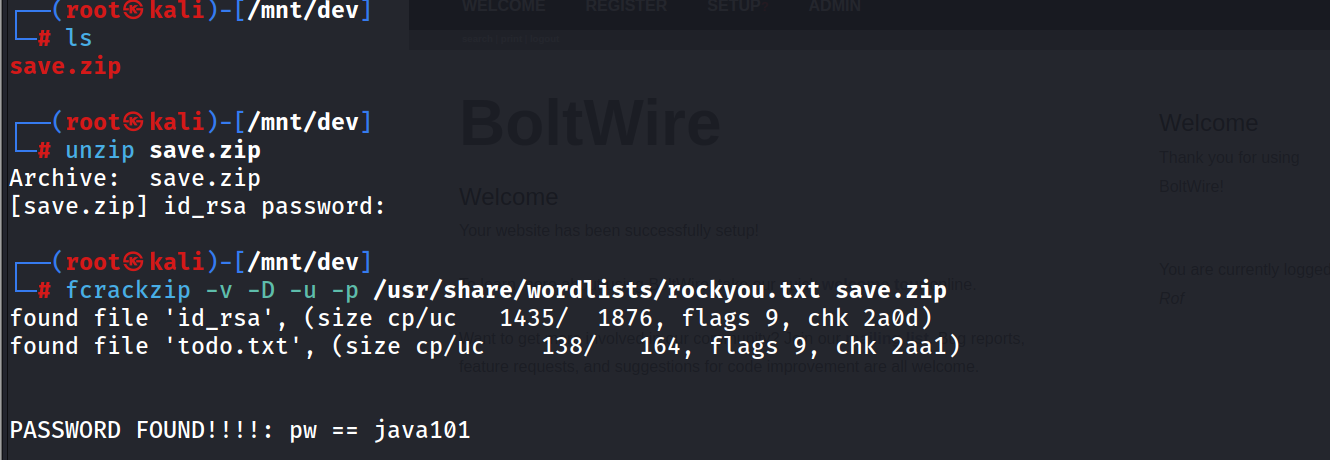 ┌──(root㉿kali)-[/mnt/dev]
└─# ls
save.zip
┌──(root㉿kali)-[/mnt/dev]
└─# unzip save.zip
Archive:  save.zip
[save.zip] id_rsa password:
┌──(root㉿kali)-[/mnt/dev]
└─# fcrackzip -v -D -u -p /usr/share/wordlists/rockyou.txt save.zip
found file 'id_rsa', (size cp/uc   1435/  1876, flags 9, chk 2a0d)
found file 'todo.txt', (size cp/uc    138/   164, flags 9, chk 2aa1)
PASSWORD FOUND!!!!: pw == java101
WELCOME REGISTER SETUP ADMIN
BoltWire
Welcome
Your website has been successfully setup!
reports,
feature requests, and suggestions for code improvement are all welcome.
Welcome
Thank you for using
BoltWire!
You are currently logged